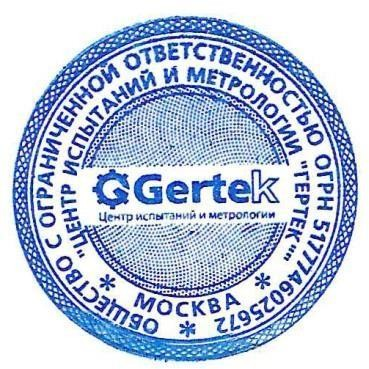 ОБЩЕСТВО С ОГРАНИЧЕННОЙ ОТВЕТСТВЕННОСТЬЮ ОГРН 5177746025672
"ЦЕНТР ИСПЫТАНИЙ И МЕТРОЛОГИИ "ГЕРТЕК"
Gertek
Центр испытаний и метрологии
* МОСКВА *
*